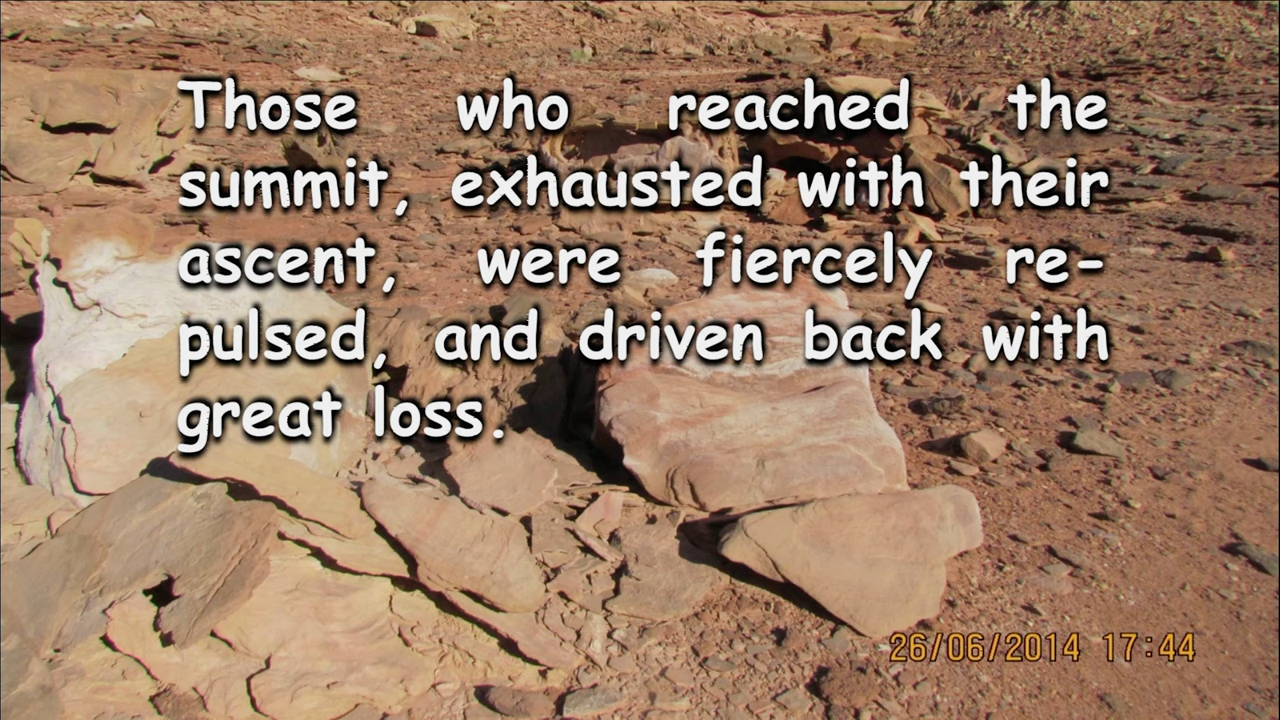 Those who reached the
summit, exhausted with their
ascent, were fiercely re-
pulsed, and driven back with
great loss.
26/06/2014 17:44